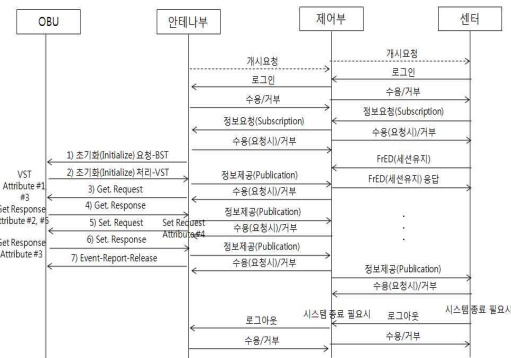 OBU
안테나부
제어부
센터
개시요청
개시요청
로그인
로그인
수용/거부
수용/거부
정보요청(Subscription)
정보요청(Subscription)
수용(요청시)/거부
수용(요청시)/거부
1) 초기화(Initialize) 요청-BST
FrED(세션유지)
2) 초기화(Initialize) 처리-VST
VST
Attribute #1
#3
정보제공(Publication)
FrED(세션유지) 응답
3) Get. Request
수용(요청시)/거부
4) Get. Response
Get Response
Attribute #2, #5
정보제공(Publication)
5) Set. Request
Set Request
Attribute#4
수용(요청시)/거부
6) Set. Response
Get Response
Attribute #3
정보제공(Publication)
7) Event-Report-Release
수용(요청시)/거부
정보제공(Publication)
수용(요청시)/거부
시스템 종료 필요시
시스템 종료 필요시
로그아웃
로그아웃
수용/거부
수용/거부